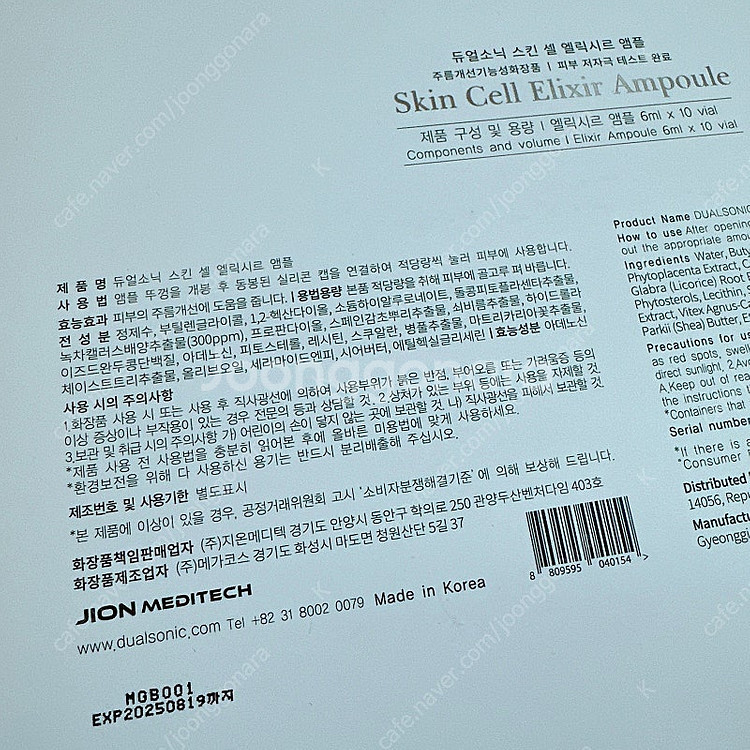 듀얼소닉 스킨 셀 엘릭시르 앰플
주름개선기능성화장품 | 피부 저자극 테스트 완료
Skin Cell Elixir Ampoule
제품 구성 및 용량 | 엘릭시르 앰플 6ml x 10 vial
Components and volume | Elixir Ampoule 6ml x 10 vial
제 품 명 듀얼소닉 스킨 셀 엘릭시르 앰플
사 용 법 앰플 뚜껑을 개봉 후 동봉된 실리콘 캡을 연결하여 적당량씩 눌러 피부에 사용합니다.
효능효과 피부의 주름개선에 도움을 줍니다. | 용법용량 본품 적당량을 취해 피부에 골고루 펴 바릅니다.
전 성 분 정제수, 부틸렌글라이콜, 1,2-헥산다이올, 소듐하이알루로네이트, 돌콩피토플라센타추출물,
녹차캘러스배양추출물(300ppm), 프로판다이올, 스페인감초뿌리추출물, 쇠비름추출물, 하이드롤라
이즈드완두콩단백질, 아데노신, 피토스테롤, 레시틴, 스쿠알란, 병풀추출물, 마트리카리아꽃추출물,
체이스트트리추출물, 올리브오일, 세라마이드엔피, 시어버터, 에틸헥실글리세린 | 효능성분 아데노신
사용 시의 주의사항
1.화장품 사용 시 또는 사용 후 직사광선에 의하여 사용부위가 붉은 반점, 부어오름 또는 가려움증 등의
이상 증상이나 부작용이 있는 경우 전문의 등과 상담할 것. 2.상처가 있는 부위 등에는 사용을 자제할 것.
3.보관 및 취급 시의 주의사항 가) 어린이의 손이 닿지 않는 곳에 보관할 것. 나) 직사광선을 피해서 보관할 것.
*제품 사용 전 사용법을 충분히 읽어본 후에 올바른 미용법에 맞게 사용하세요.
*환경보전을 위해 다 사용하신 용기는 반드시 분리배출해 주십시오.
제조번호 및 사용기한 별도표시
*본 제품에 이상이 있을 경우, 공정거래위원회 고시 '소비자분쟁해결기준' 에 의해 보상해 드립니다.
화장품책임판매업자 (주)지온메디텍 경기도 안양시 동안구 학의로 250 관양두산벤처다임 403호
화장품제조업자 (주)메가코스 경기도 화성시 마도면 청원산단 5길 37
JION MEDITECH
www.dualsonic.com Tel +82 31 8002 0079 Made in Korea
8 809595 040154 >
MGB001
EXP20250819까지
Product Name DUALSONIC
How to use After opening
out the appropriate amou
Ingredients Water, Buty
Phytoplacenta Extract, C
Glabra (Licorice) Root
Phytosterols, Lecithin, S
Extract, Vitex Agnus-Ca
Parkii (Shea) Butter, E
Precautions for u
as red spots, swell
direct sunlight. 2.Avo
A.Keep out of rea
the instructions t
*Containers that
Serial number
*If there is
*Consumer
Distributed
14056, Repu
Manufactu
Gyeonggi
joonggonara
cafe.naver.com/joonggonara